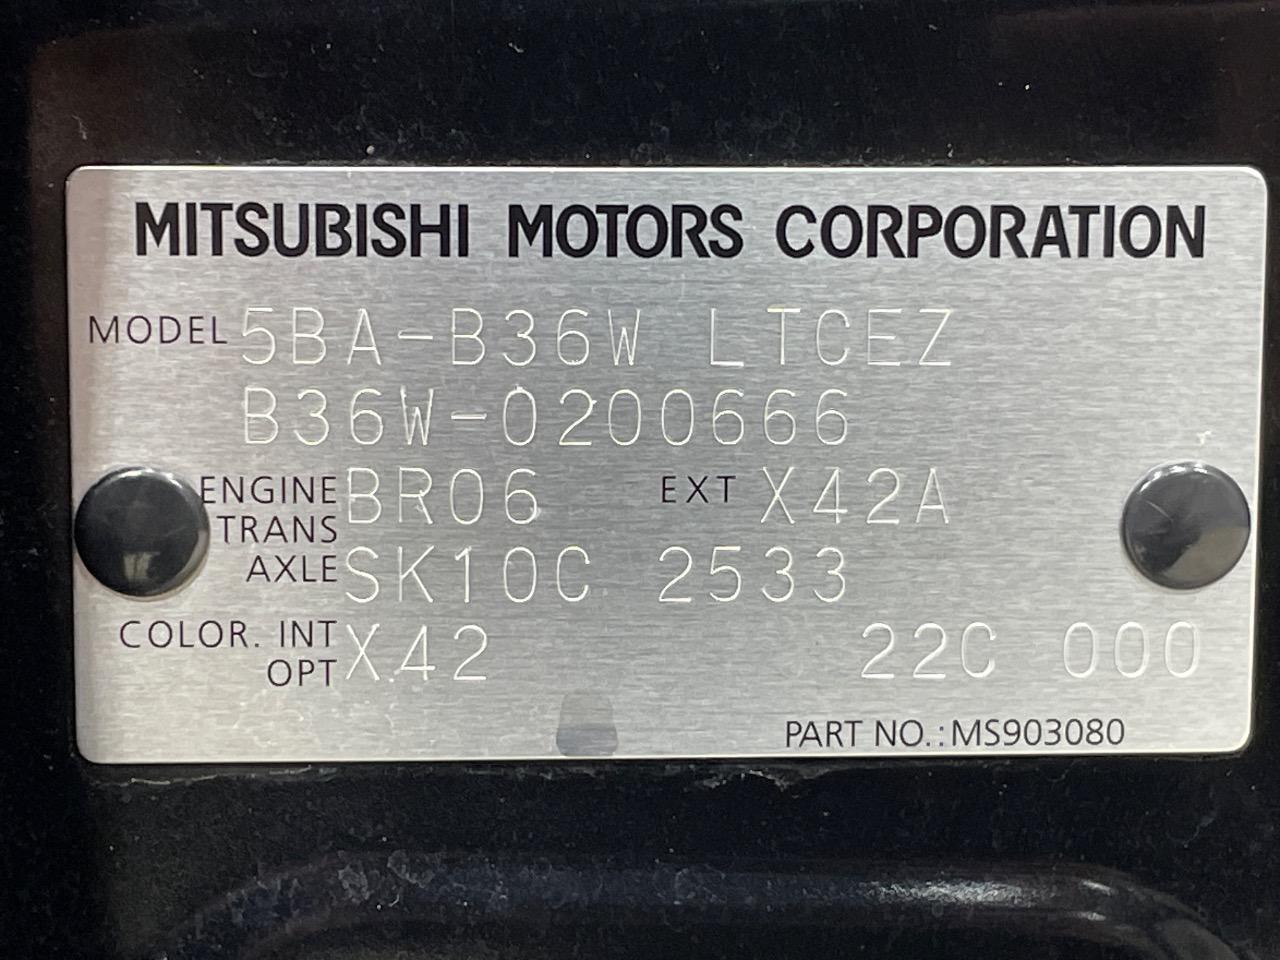 MITSUBISHI MOTORS CORPORATION
MODEL 5BA-B36W LTCEZ
B36W-0200666
ENGINE BR06 EXT X42A
TRANS
AXLE SK10C 2533
COLOR. INT X42 22C 000
OPT
PART NO.:MS903080